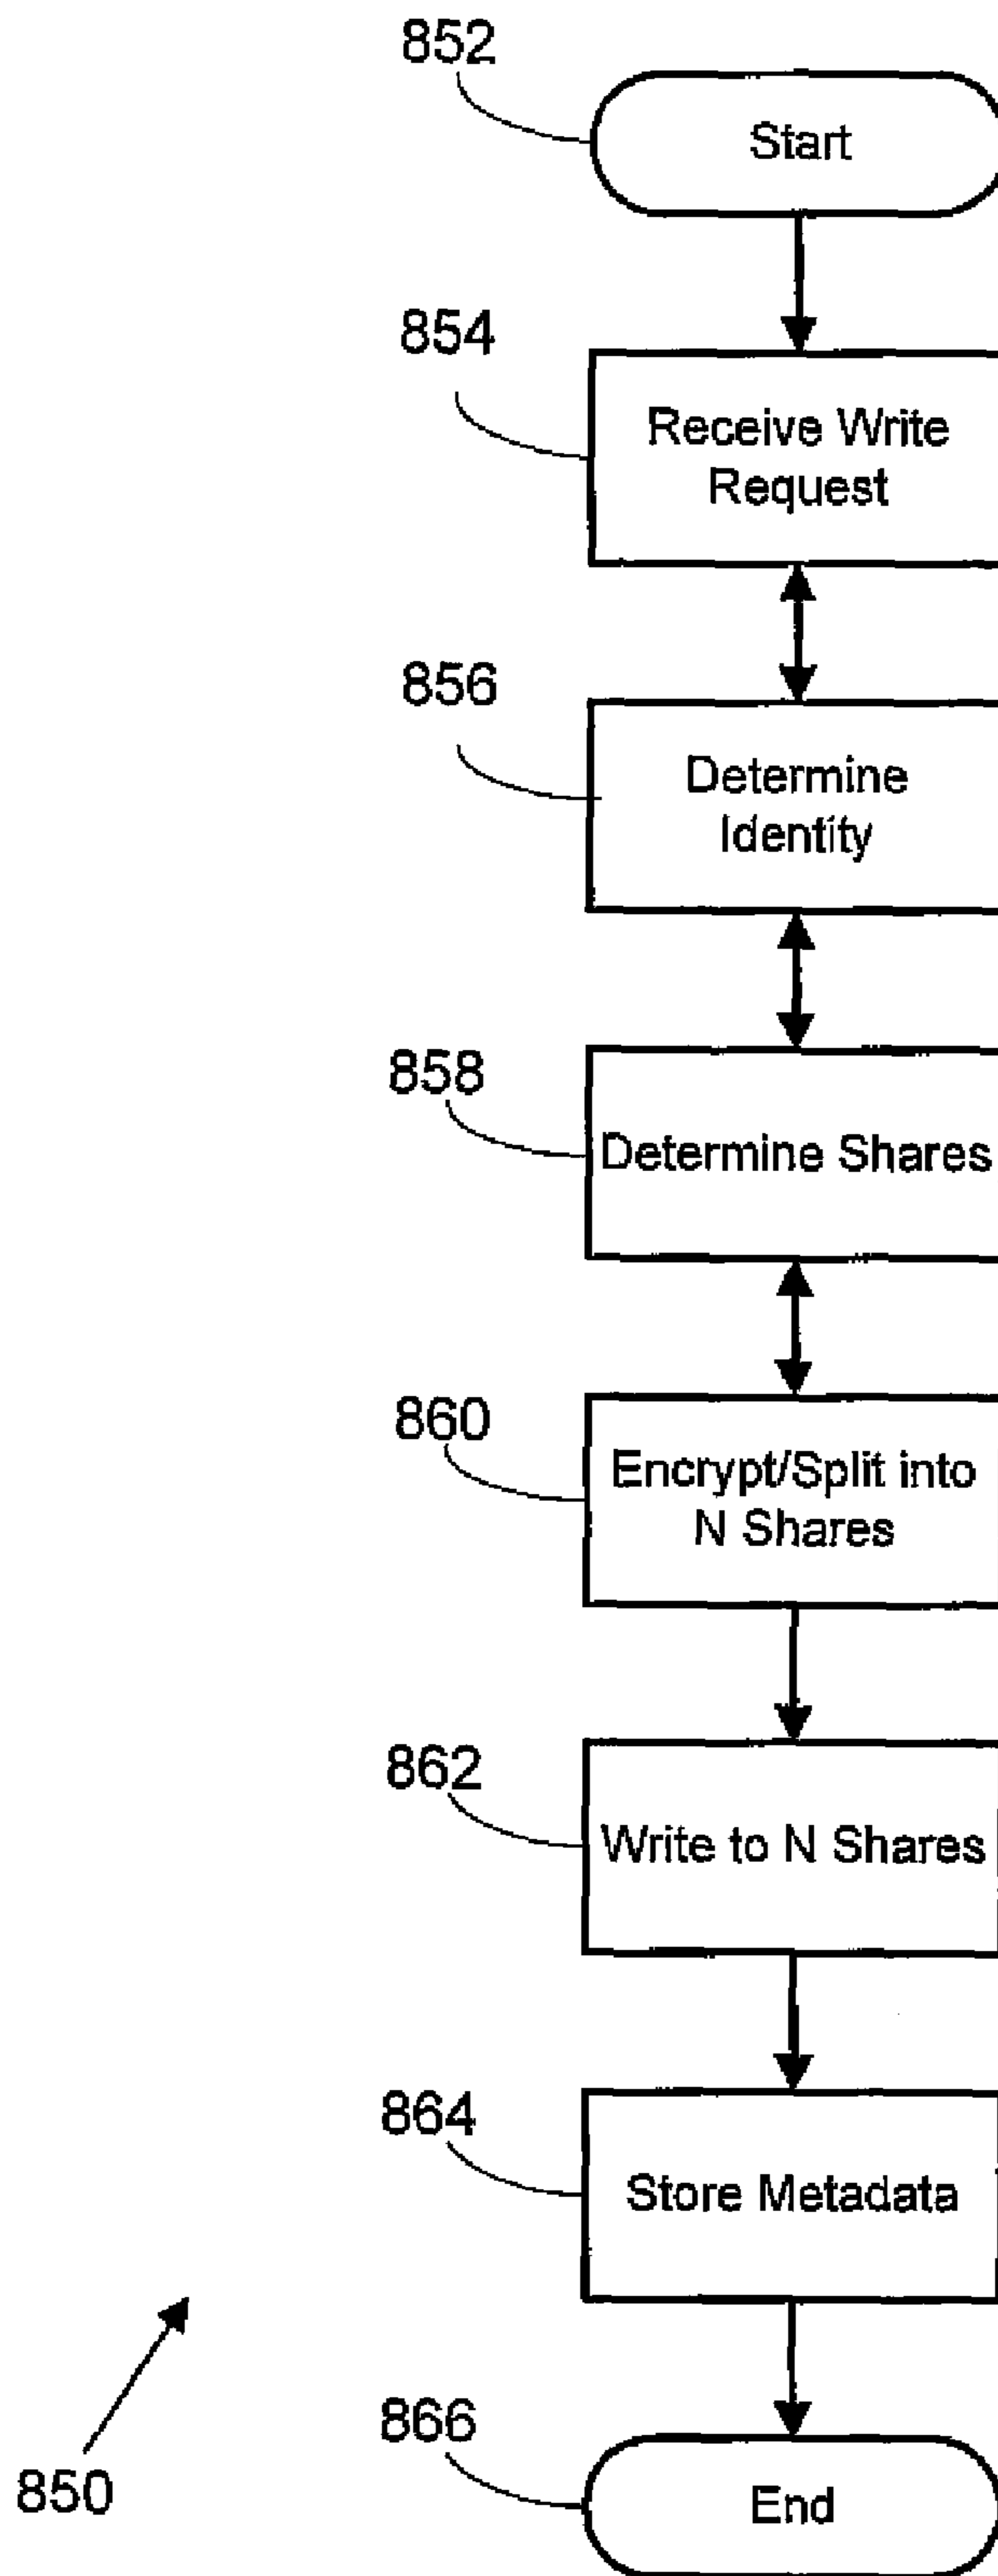 852
Start
854
Receive Write
Request
856
Determine
Identity
858
Determine Shares
860
Encrypt/Split into
N Shares
862
Write to N Shares
864
Store Metadata
866
End
850